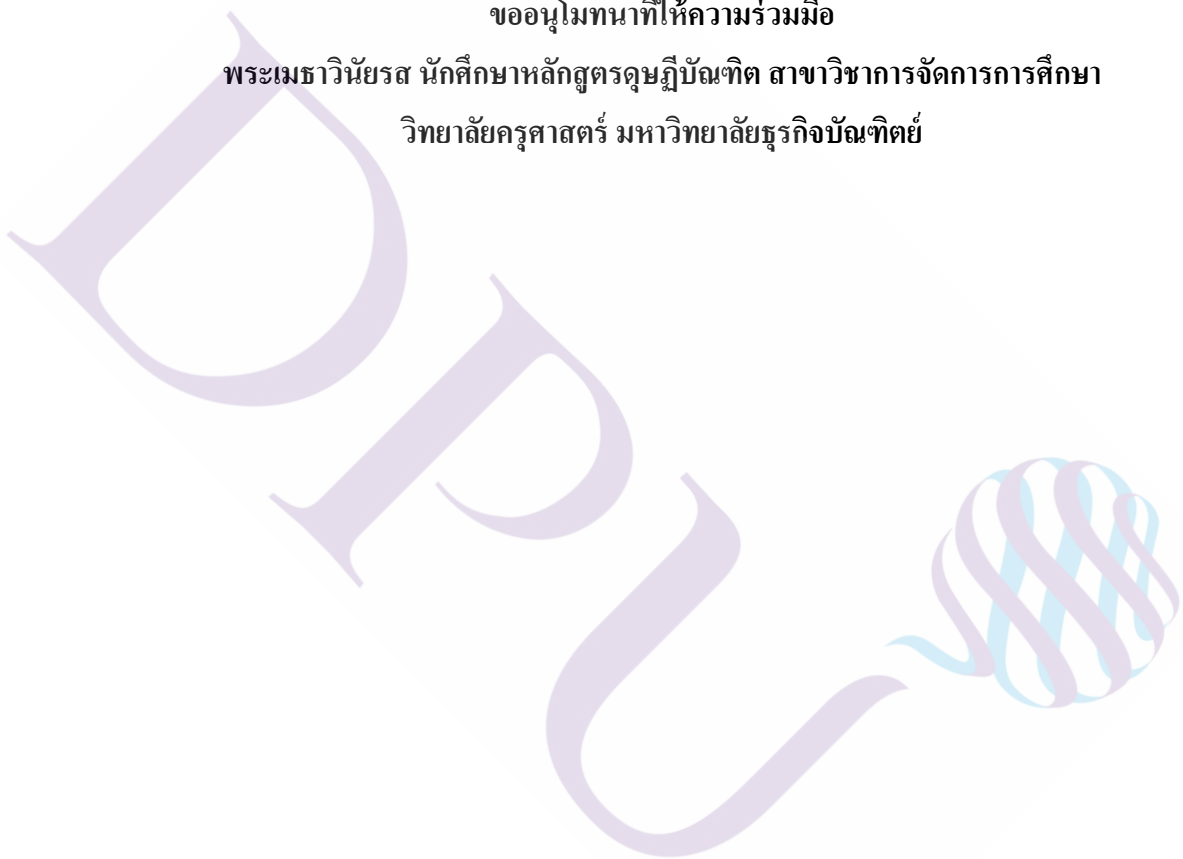 ขออนุโมทนาที่ให้ความร่วมมือ
พระเมธาวินัยรส นักศึกษาหลักสูตรดุษฎีบัณฑิต สาขาวิชาการจัดการการศึกษา
วิทยาลัยครุศาสตร์ มหาวิทยาลัยธุรกิจบัณฑิตย์
DPU